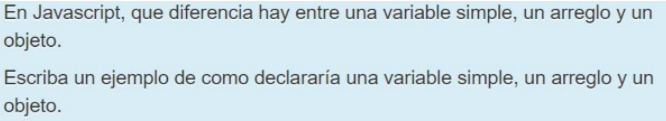 En Javascript, que diferencia hay entre una variable simple, un arreglo y un
objeto.
Escriba un ejemplo de como declararía una variable simple, un arreglo y un
objeto.